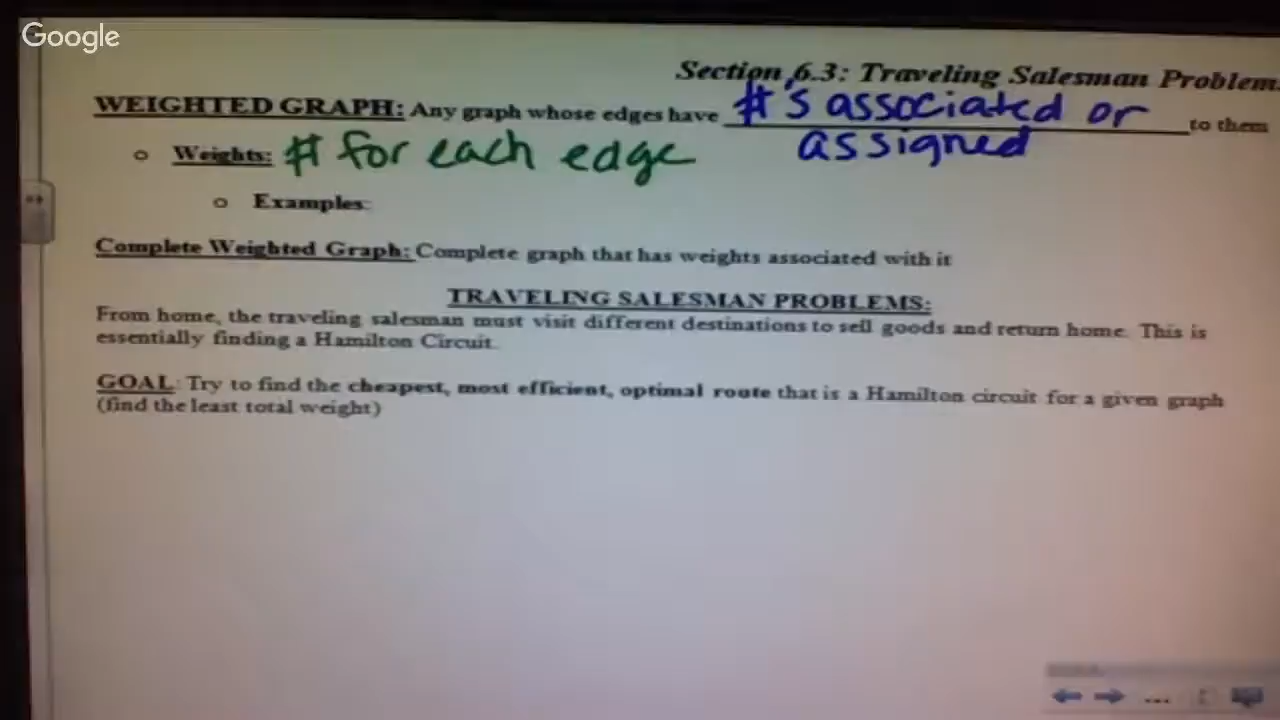 Google
Section 6.3: Traveling Salesman Problem
WEIGHTED GRAPH: Any graph whose edges have #'s associated or to them
assigned
o Weights: # for each edge
o Examples:
Complete Weighted Graph: Complete graph that has weights associated with it
TRAVELING SALESMAN PROBLEMS:
From home, the traveling salesman must visit different destinations to sell goods and return home. This is
essentially finding a Hamilton Circuit.
GOAL: Try to find the cheapest, most efficient, optimal route that is a Hamilton circuit for a given graph
(find the least total weight)